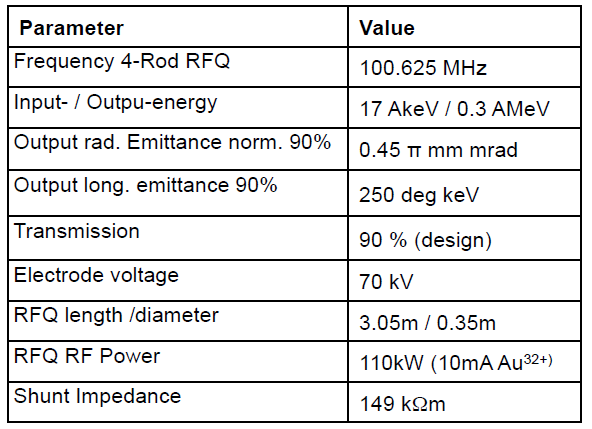 Parameter Value
Frequency 4-Rod RFQ 100.625 MHz
Input- / Outpu-energy 17 AkeV / 0.3 AMeV
Output rad. Emittance norm. 90% 0.45 π mm mrad
Output long. emittance 90% 250 deg keV
Transmission 90 % (design)
Electrode voltage 70 kV
RFQ length /diameter 3.05m / 0.35m
RFQ RF Power 110kW (10mA Au³²⁺⁾
Shunt Impedance 149 kΩm